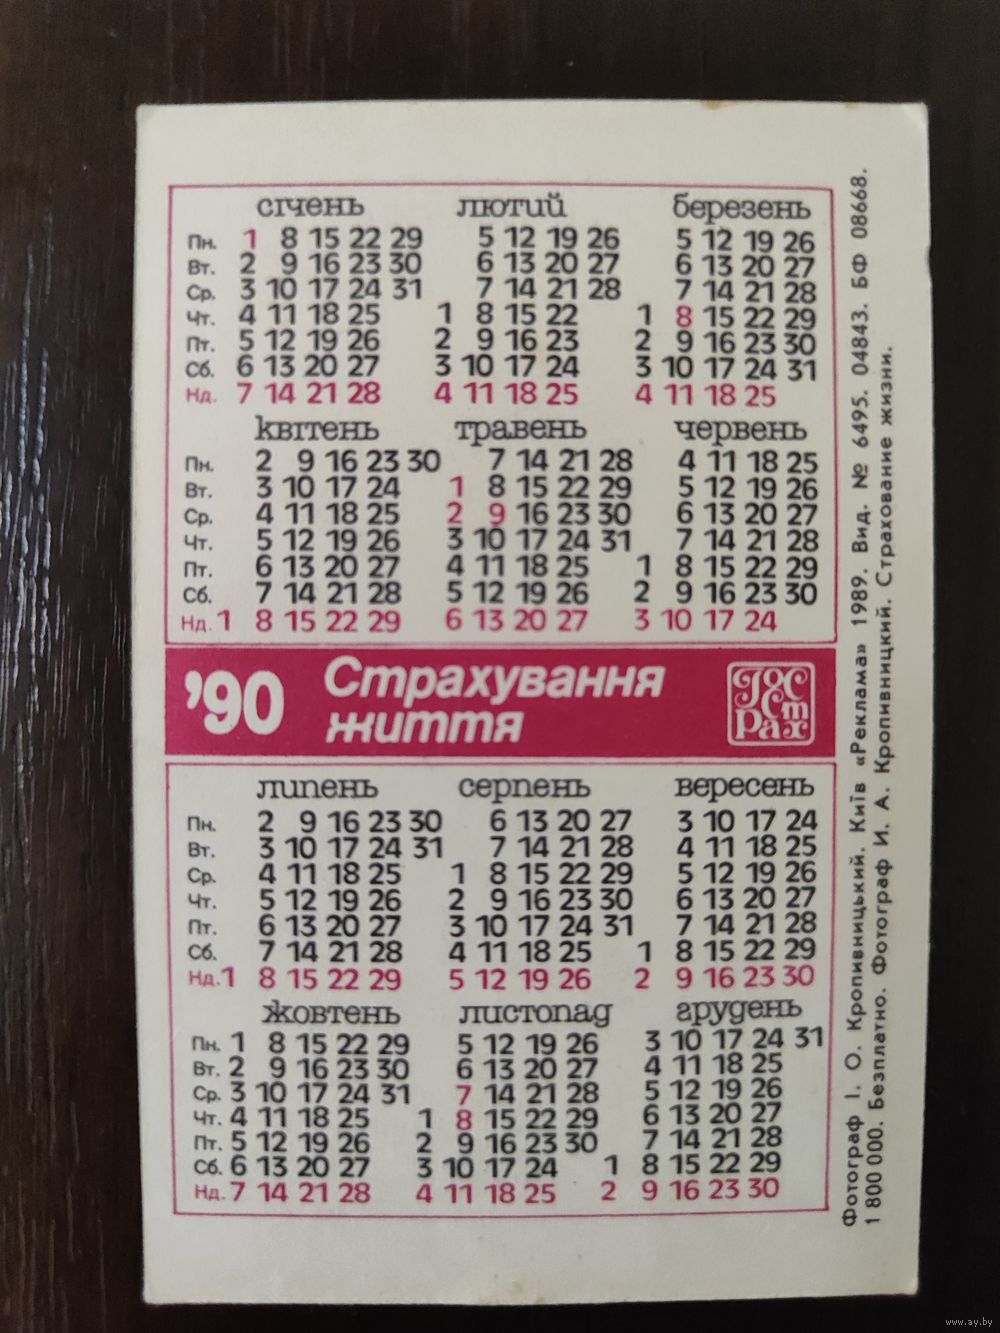 січень лютий березень
Пн. 1 8 15 22 29 5 12 19 26 5 12 19 26
Вт. 2 9 16 23 30 6 13 20 27 6 13 20 27
Ср. 3 10 17 24 31 7 14 21 28 7 14 21 28
Чт. 4 11 18 25 1 8 15 22 1 8 15 22 29
Пт. 5 12 19 26 2 9 16 23 2 9 16 23 30
Сб. 6 13 20 27 3 10 17 24 3 10 17 24 31
Нд. 7 14 21 28 4 11 18 25 4 11 18 25
квітень травень червень
Пн. 2 9 16 23 30 7 14 21 28 4 11 18 25
Вт. 3 10 17 24 1 8 15 22 29 5 12 19 26
Ср. 4 11 18 25 2 9 16 23 30 6 13 20 27
Чт. 5 12 19 26 3 10 17 24 31 7 14 21 28
Пт. 6 13 20 27 4 11 18 25 1 8 15 22 29
Сб. 7 14 21 28 5 12 19 26 2 9 16 23 30
Нд. 1 8 15 22 29 6 13 20 27 3 10 17 24
'90 Страхування
життя
Госстрах
липень серпень вересень
Пн. 2 9 16 23 30 6 13 20 27 3 10 17 24
Вт. 3 10 17 24 31 7 14 21 28 4 11 18 25
Ср. 4 11 18 25 1 8 15 22 29 5 12 19 26
Чт. 5 12 19 26 2 9 16 23 30 6 13 20 27
Пт. 6 13 20 27 3 10 17 24 31 7 14 21 28
Сб. 7 14 21 28 4 11 18 25 1 8 15 22 29
Нд. 1 8 15 22 29 5 12 19 26 2 9 16 23 30
жовтень листопад грудень
Пн. 1 8 15 22 29 5 12 19 26 3 10 17 24 31
Вт. 2 9 16 23 30 6 13 20 27 4 11 18 25
Ср. 3 10 17 24 31 7 14 21 28 5 12 19 26
Чт. 4 11 18 25 1 8 15 22 29 6 13 20 27
Пт. 5 12 19 26 2 9 16 23 30 7 14 21 28
Сб. 6 13 20 27 3 10 17 24 1 8 15 22 29
Нд. 7 14 21 28 4 11 18 25 2 9 16 23 30
Фотограф І. О. Кропивницький. Київ «Реклама» 1989. Вид. № 6495. 04843. БФ 08668.
1 800 000. Безплатно. Фотограф И. А. Кропивницкий. Страхование жизни.
www.ay.by